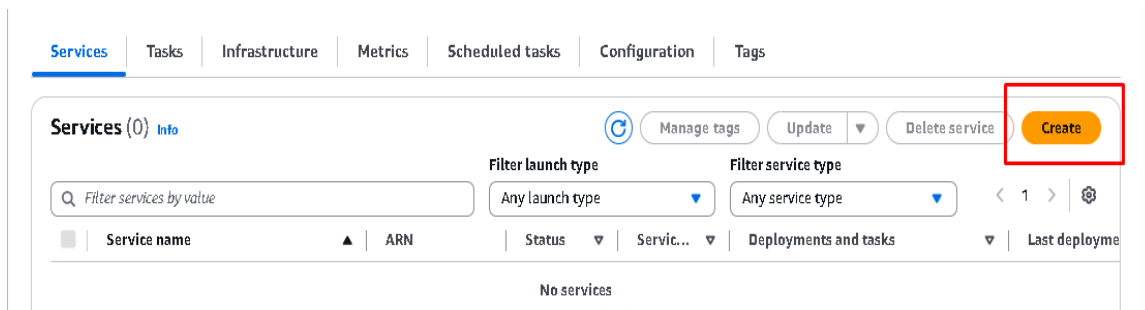 Services Tasks Infrastructure Metrics Scheduled tasks Configuration Tags
Services (0) Info Manage tags Update Delete service Create
Filter launch type Filter service type
Filter services by value Any launch type Any service type 1
Service name ARN Status Servic... Deployments and tasks Last deployme
No services